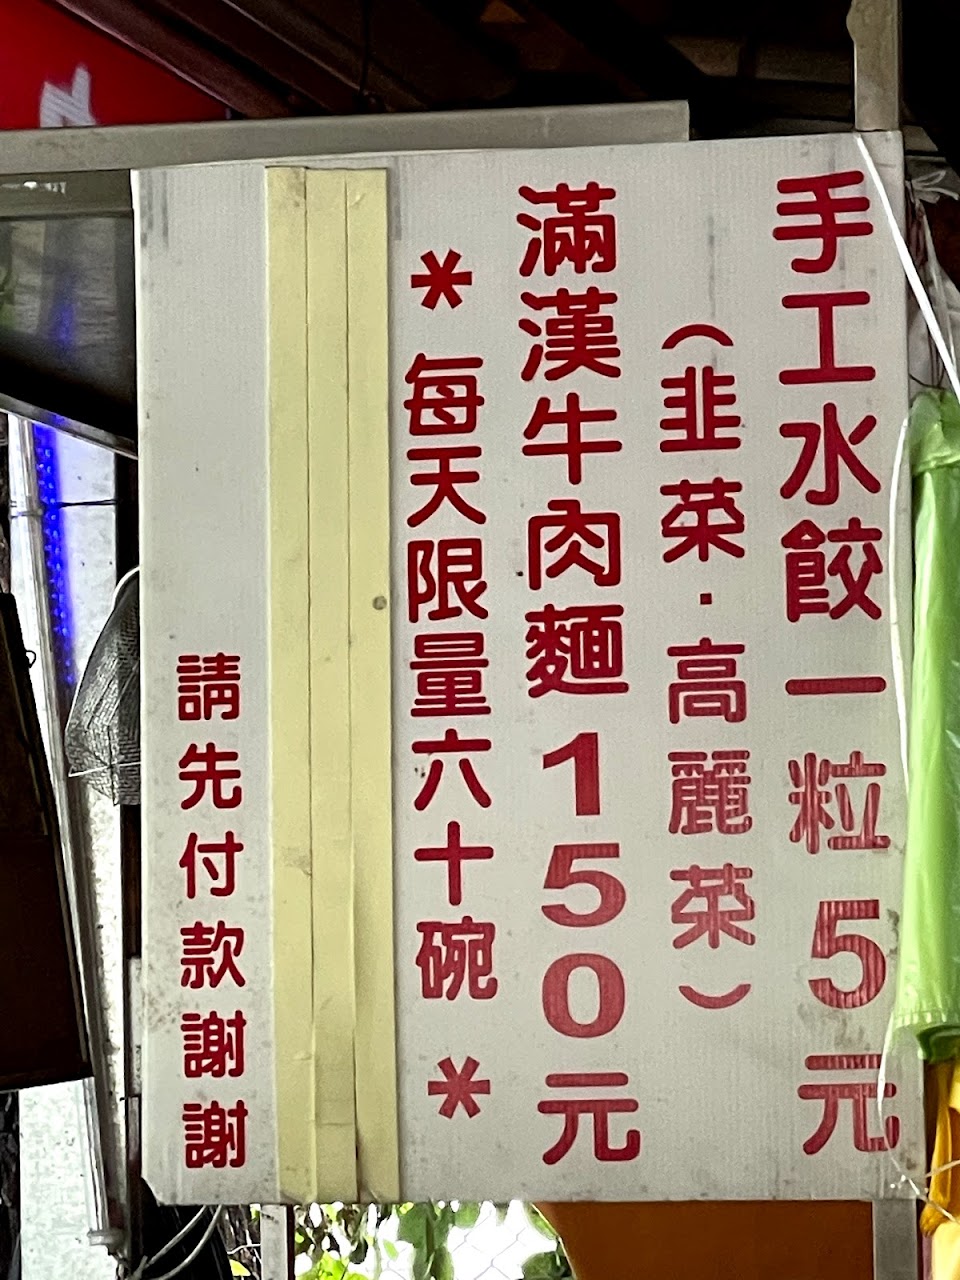 手工水餃一粒5元
（韭菜·高麗菜）
滿漢牛肉麵150元
*每天限量六十碗*
請先付款謝謝